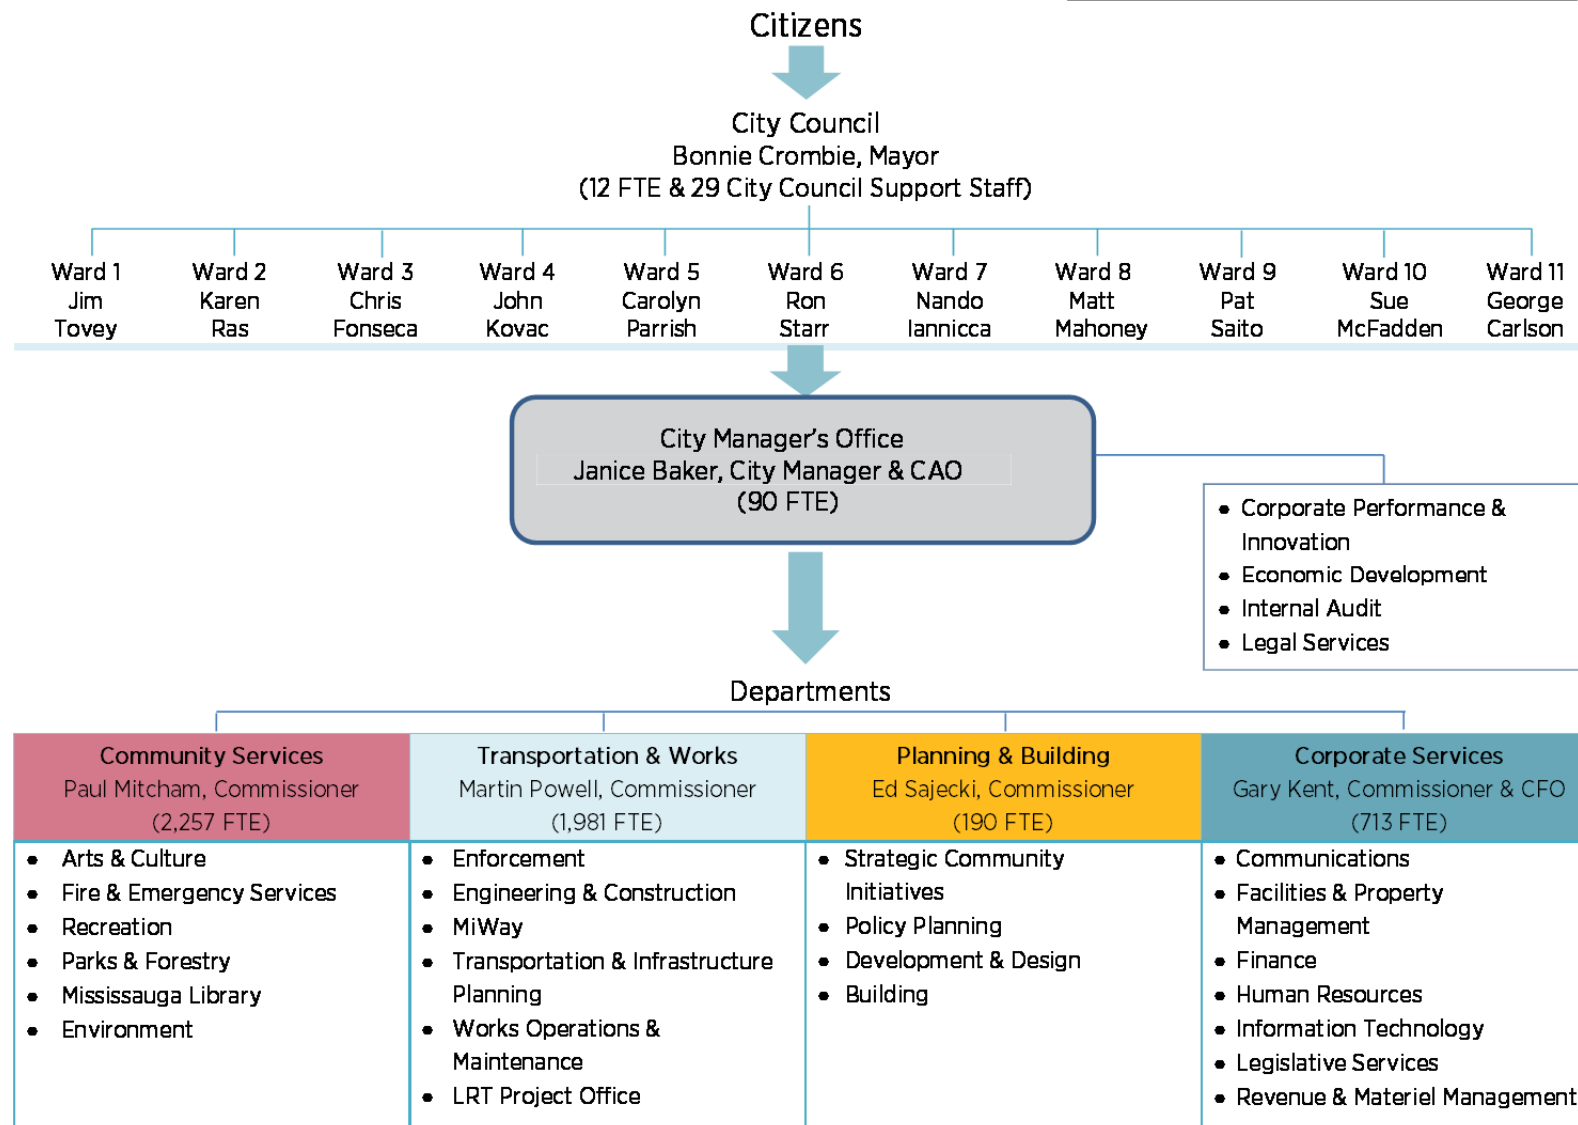 Citizens
City Council
Bonnie Crombie, Mayor
(12 FTE & 29 City Council Support Staff)
Ward 1
Jim
Tovey
Ward 2
Karen
Ras
Ward 3
Chris
Fonseca
Ward 4
John
Kovac
Ward 5
Carolyn
Parrish
Ward 6
Ron
Starr
Ward 7
Nando
Iannicca
Ward 8
Matt
Mahoney
Ward 9
Pat
Saito
Ward 10
Sue
McFadden
Ward 11
George
Carlson
City Manager's Office
Janice Baker, City Manager & CAO
(90 FTE)
• Corporate Performance &
Innovation
• Economic Development
• Internal Audit
• Legal Services
Departments
Community Services
Paul Mitcham, Commissioner
(2,257 FTE)
• Arts & Culture
• Fire & Emergency Services
• Recreation
• Parks & Forestry
• Mississauga Library
• Environment
Transportation & Works
Martin Powell, Commissioner
(1,981 FTE)
• Enforcement
• Engineering & Construction
• MiWay
• Transportation & Infrastructure
Planning
• Works Operations &
Maintenance
• LRT Project Office
Planning & Building
Ed Sajecki, Commissioner
(190 FTE)
• Strategic Community
Initiatives
• Policy Planning
• Development & Design
• Building
Corporate Services
Gary Kent, Commissioner & CFO
(713 FTE)
• Communications
• Facilities & Property
Management
• Finance
• Human Resources
• Information Technology
• Legislative Services
• Revenue & Materiel Management